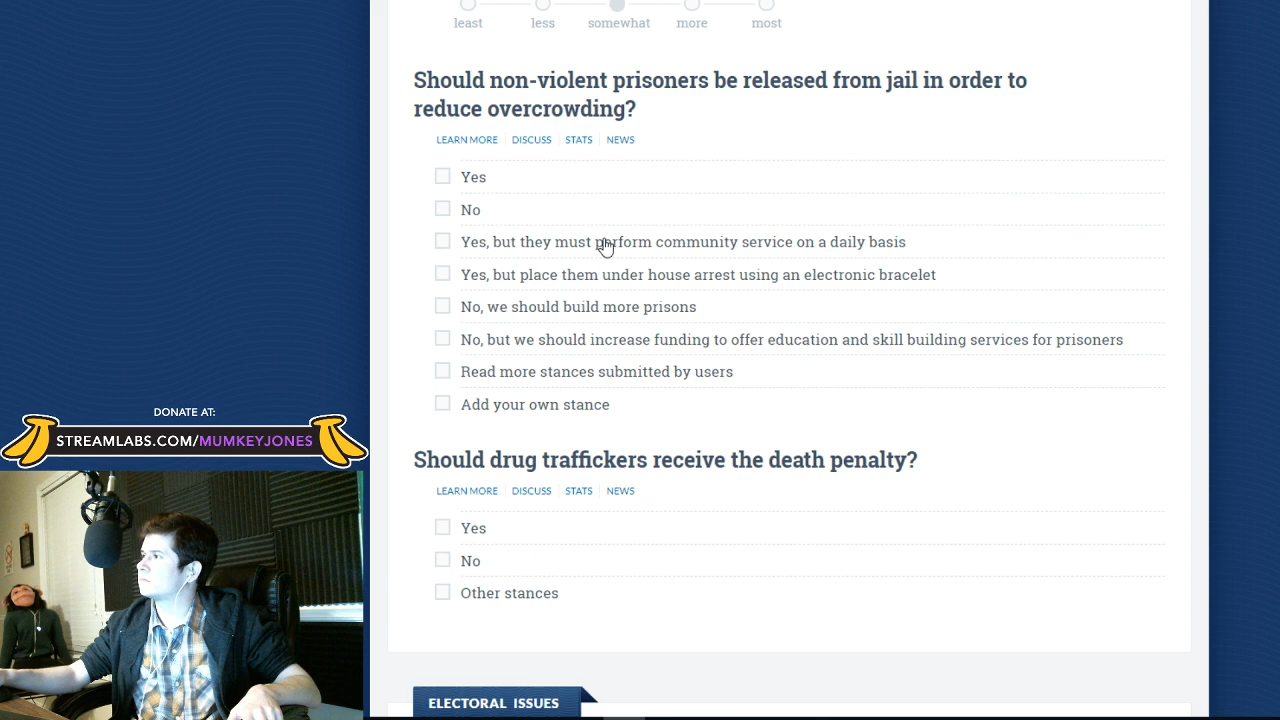 least less somewhat more most
Should non-violent prisoners be released from jail in order to
reduce overcrowding?
LEARN MORE DISCUSS STATS NEWS
Yes
No
Yes, but they must perform community service on a daily basis
Yes, but place them under house arrest using an electronic bracelet
No, we should build more prisons
No, but we should increase funding to offer education and skill building services for prisoners
Read more stances submitted by users
Add your own stance
Should drug traffickers receive the death penalty?
LEARN MORE DISCUSS STATS NEWS
Yes
No
Other stances
ELECTORAL ISSUES
DONATE AT:
STREAMLABS.COM/MUMKEYJONES